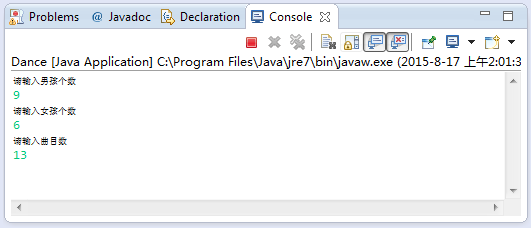 Problems @ Javadoc Declaration Console
Dance [Java Application] C:\Program Files\Java\jre7\bin\javaw.exe (2015-8-17 上午2:01:3
请输入男孩个数
9
请输入女孩个数
6
请输入曲目数
13